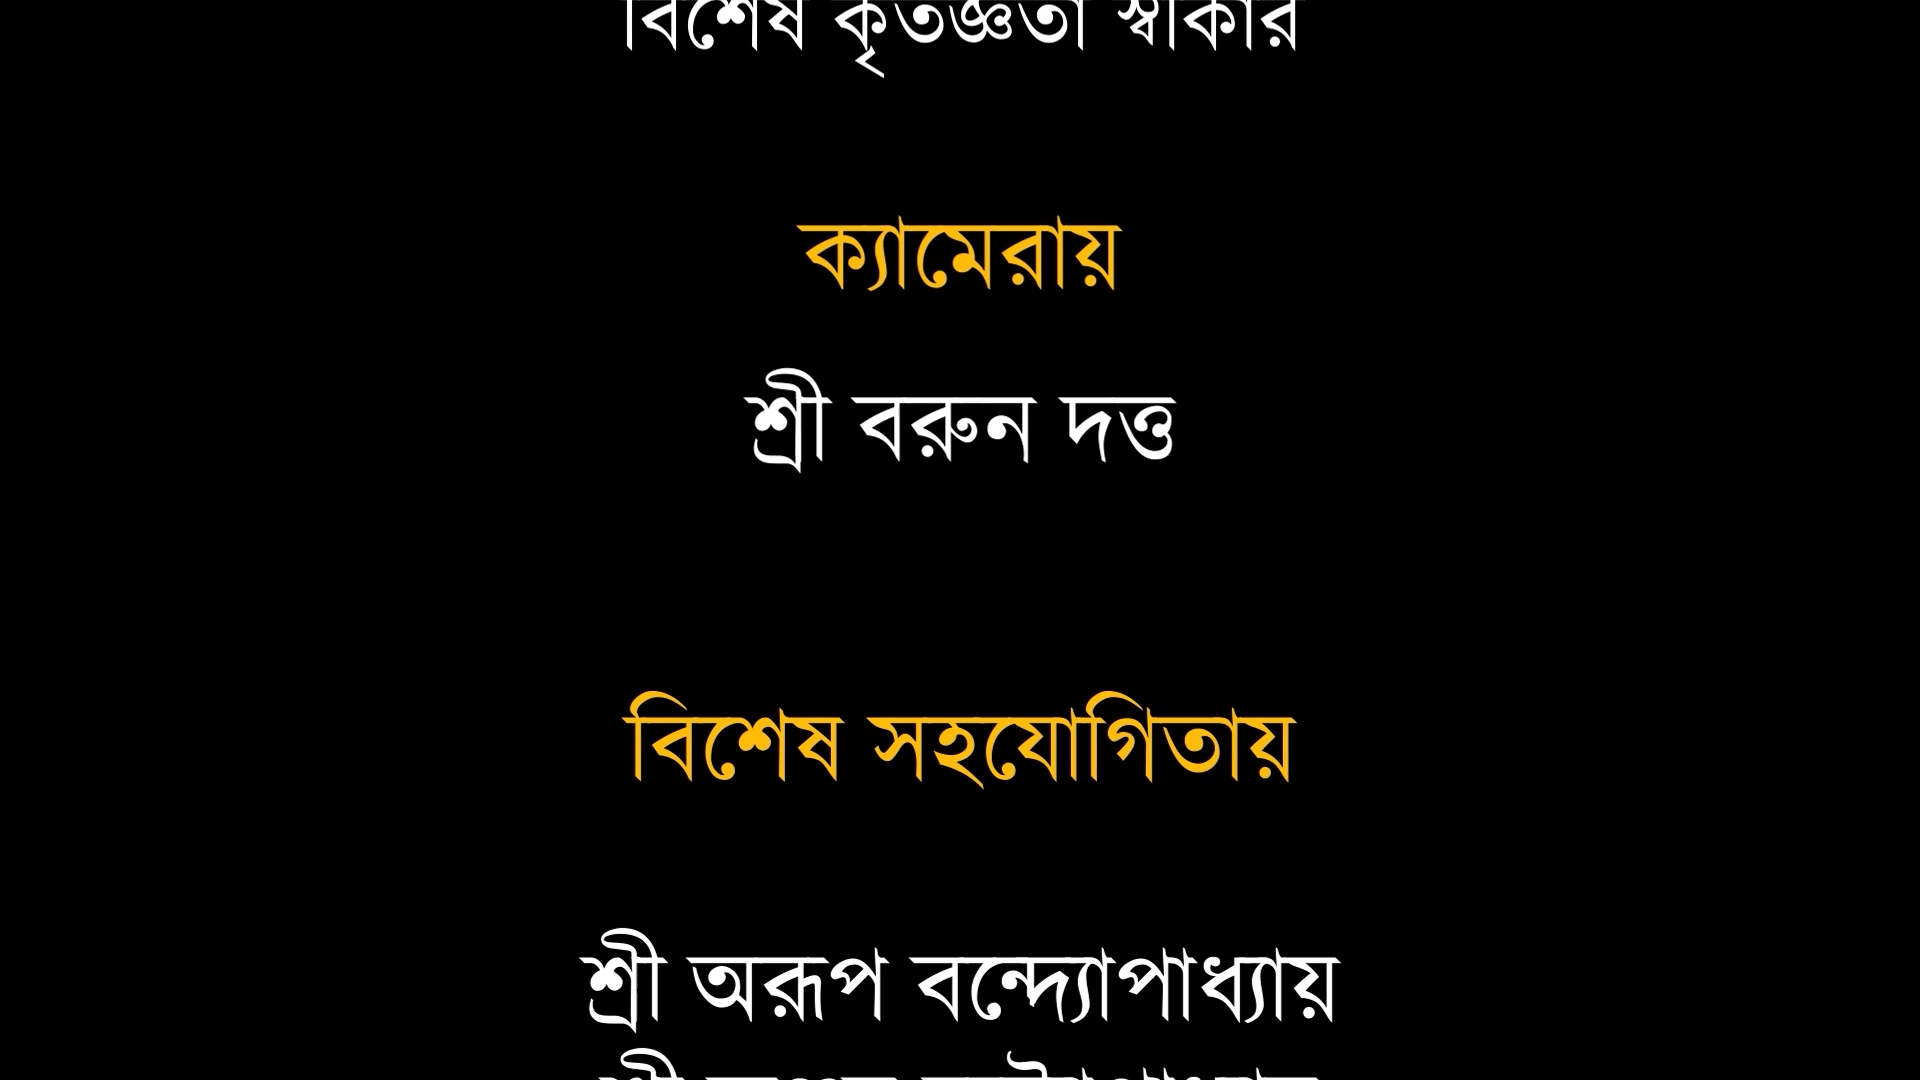 বিশেষ কৃতজ্ঞতা স্বীকার
ক্যামেরায়
শ্রী বরুন দত্ত
বিশেষ সহযোগিতায়
শ্রী অরূপ বন্দ্যোপাধ্যায়
শ্রী